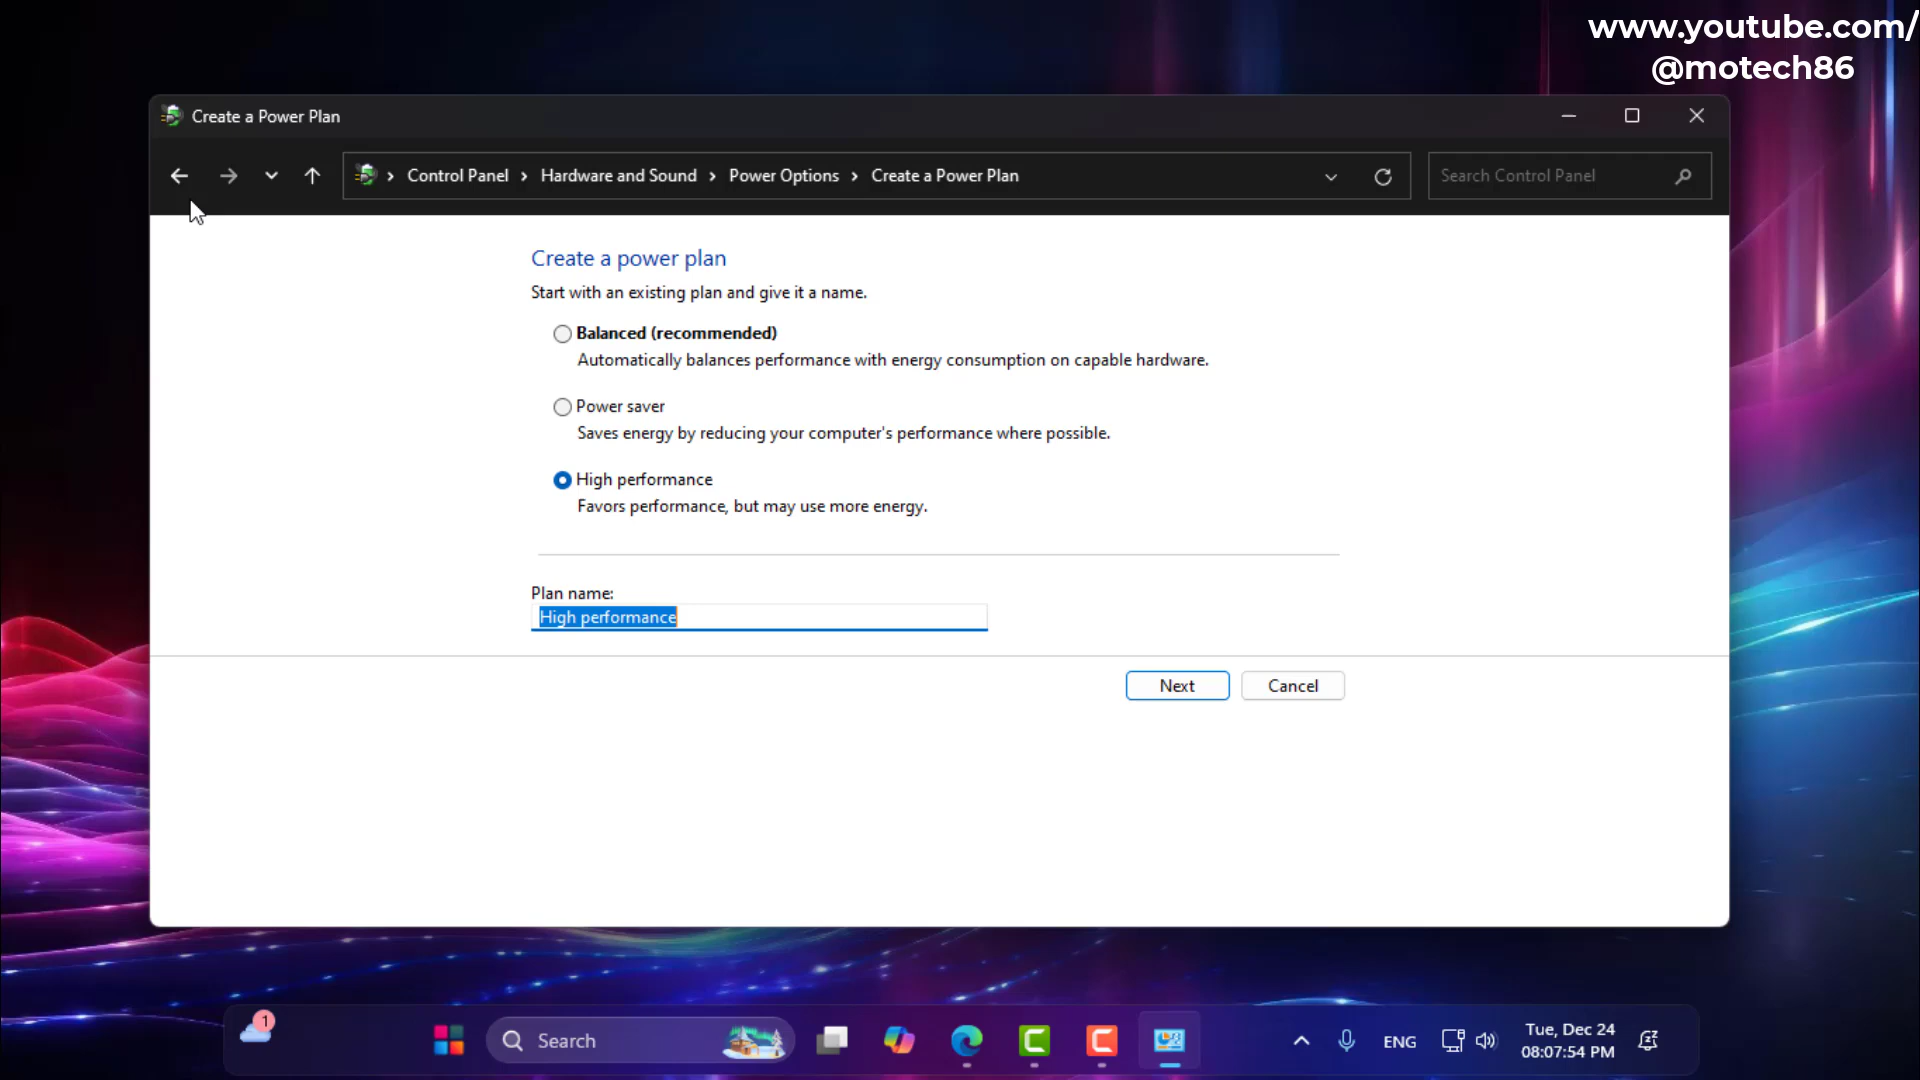 www.youtube.com/
@motech86
Create a Power Plan
Control Panel > Hardware and Sound > Power Options > Create a Power Plan
Search Control Panel
Create a power plan
Start with an existing plan and give it a name.
Balanced (recommended)
Automatically balances performance with energy consumption on capable hardware.
Power saver
Saves energy by reducing your computer's performance where possible.
High performance
Favors performance, but may use more energy.
Plan name:
High performance
Next Cancel
1
Search
ENG
Tue, Dec 24
08:07:54 PM